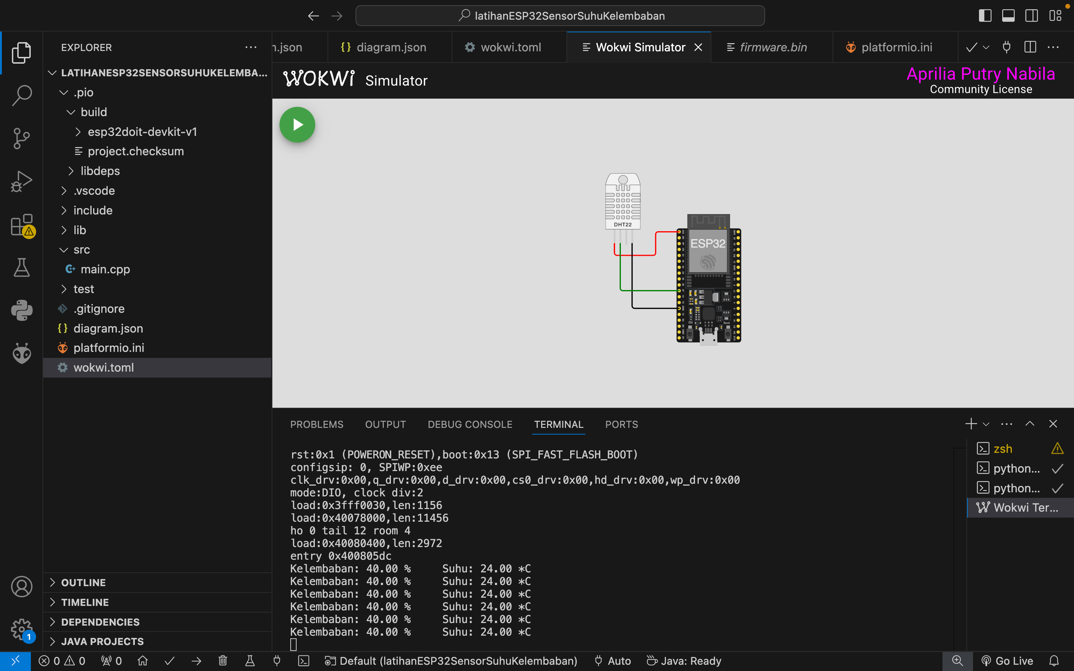 latihanESP32SensorSuhuKelembaban
EXPLORER
n.json
{} diagram.json
wokwi.toml
Wokwi Simulator
firmware.bin
platformio.ini
LATIHANESP32SENSORSUHUKELEMBA...
.pio
build
esp32doit-devkit-v1
project.checksum
libdeps
.vscode
include
lib
src
main.cpp
test
.gitignore
{} diagram.json
platformio.ini
wokwi.toml
OUTLINE
TIMELINE
DEPENDENCIES
JAVA PROJECTS
WOKWI Simulator
Aprilia Putry Nabila
Community License
DHT22
ESP32
PROBLEMS
OUTPUT
DEBUG CONSOLE
TERMINAL
PORTS
rst:0x1 (POWERON_RESET),boot:0x13 (SPI_FAST_FLASH_BOOT)
configsip: 0, SPIWP:0xee
clk_drv:0x00,q_drv:0x00,d_drv:0x00,cs0_drv:0x00,hd_drv:0x00,wp_drv:0x00
mode:DIO, clock div:2
load:0x3fff0030,len:1156
load:0x40078000,len:11456
ho 0 tail 12 room 4
load:0x40080400,len:2972
entry 0x400805dc
Kelembaban: 40.00 % Suhu: 24.00 *C
Kelembaban: 40.00 % Suhu: 24.00 *C
Kelembaban: 40.00 % Suhu: 24.00 *C
Kelembaban: 40.00 % Suhu: 24.00 *C
Kelembaban: 40.00 % Suhu: 24.00 *C
Kelembaban: 40.00 % Suhu: 24.00 *C
zsh
python...
python...
Wokwi Ter...
1
0 0 0
Default (latihanESP32SensorSuhuKelembaban)
Auto
Java: Ready
Go Live